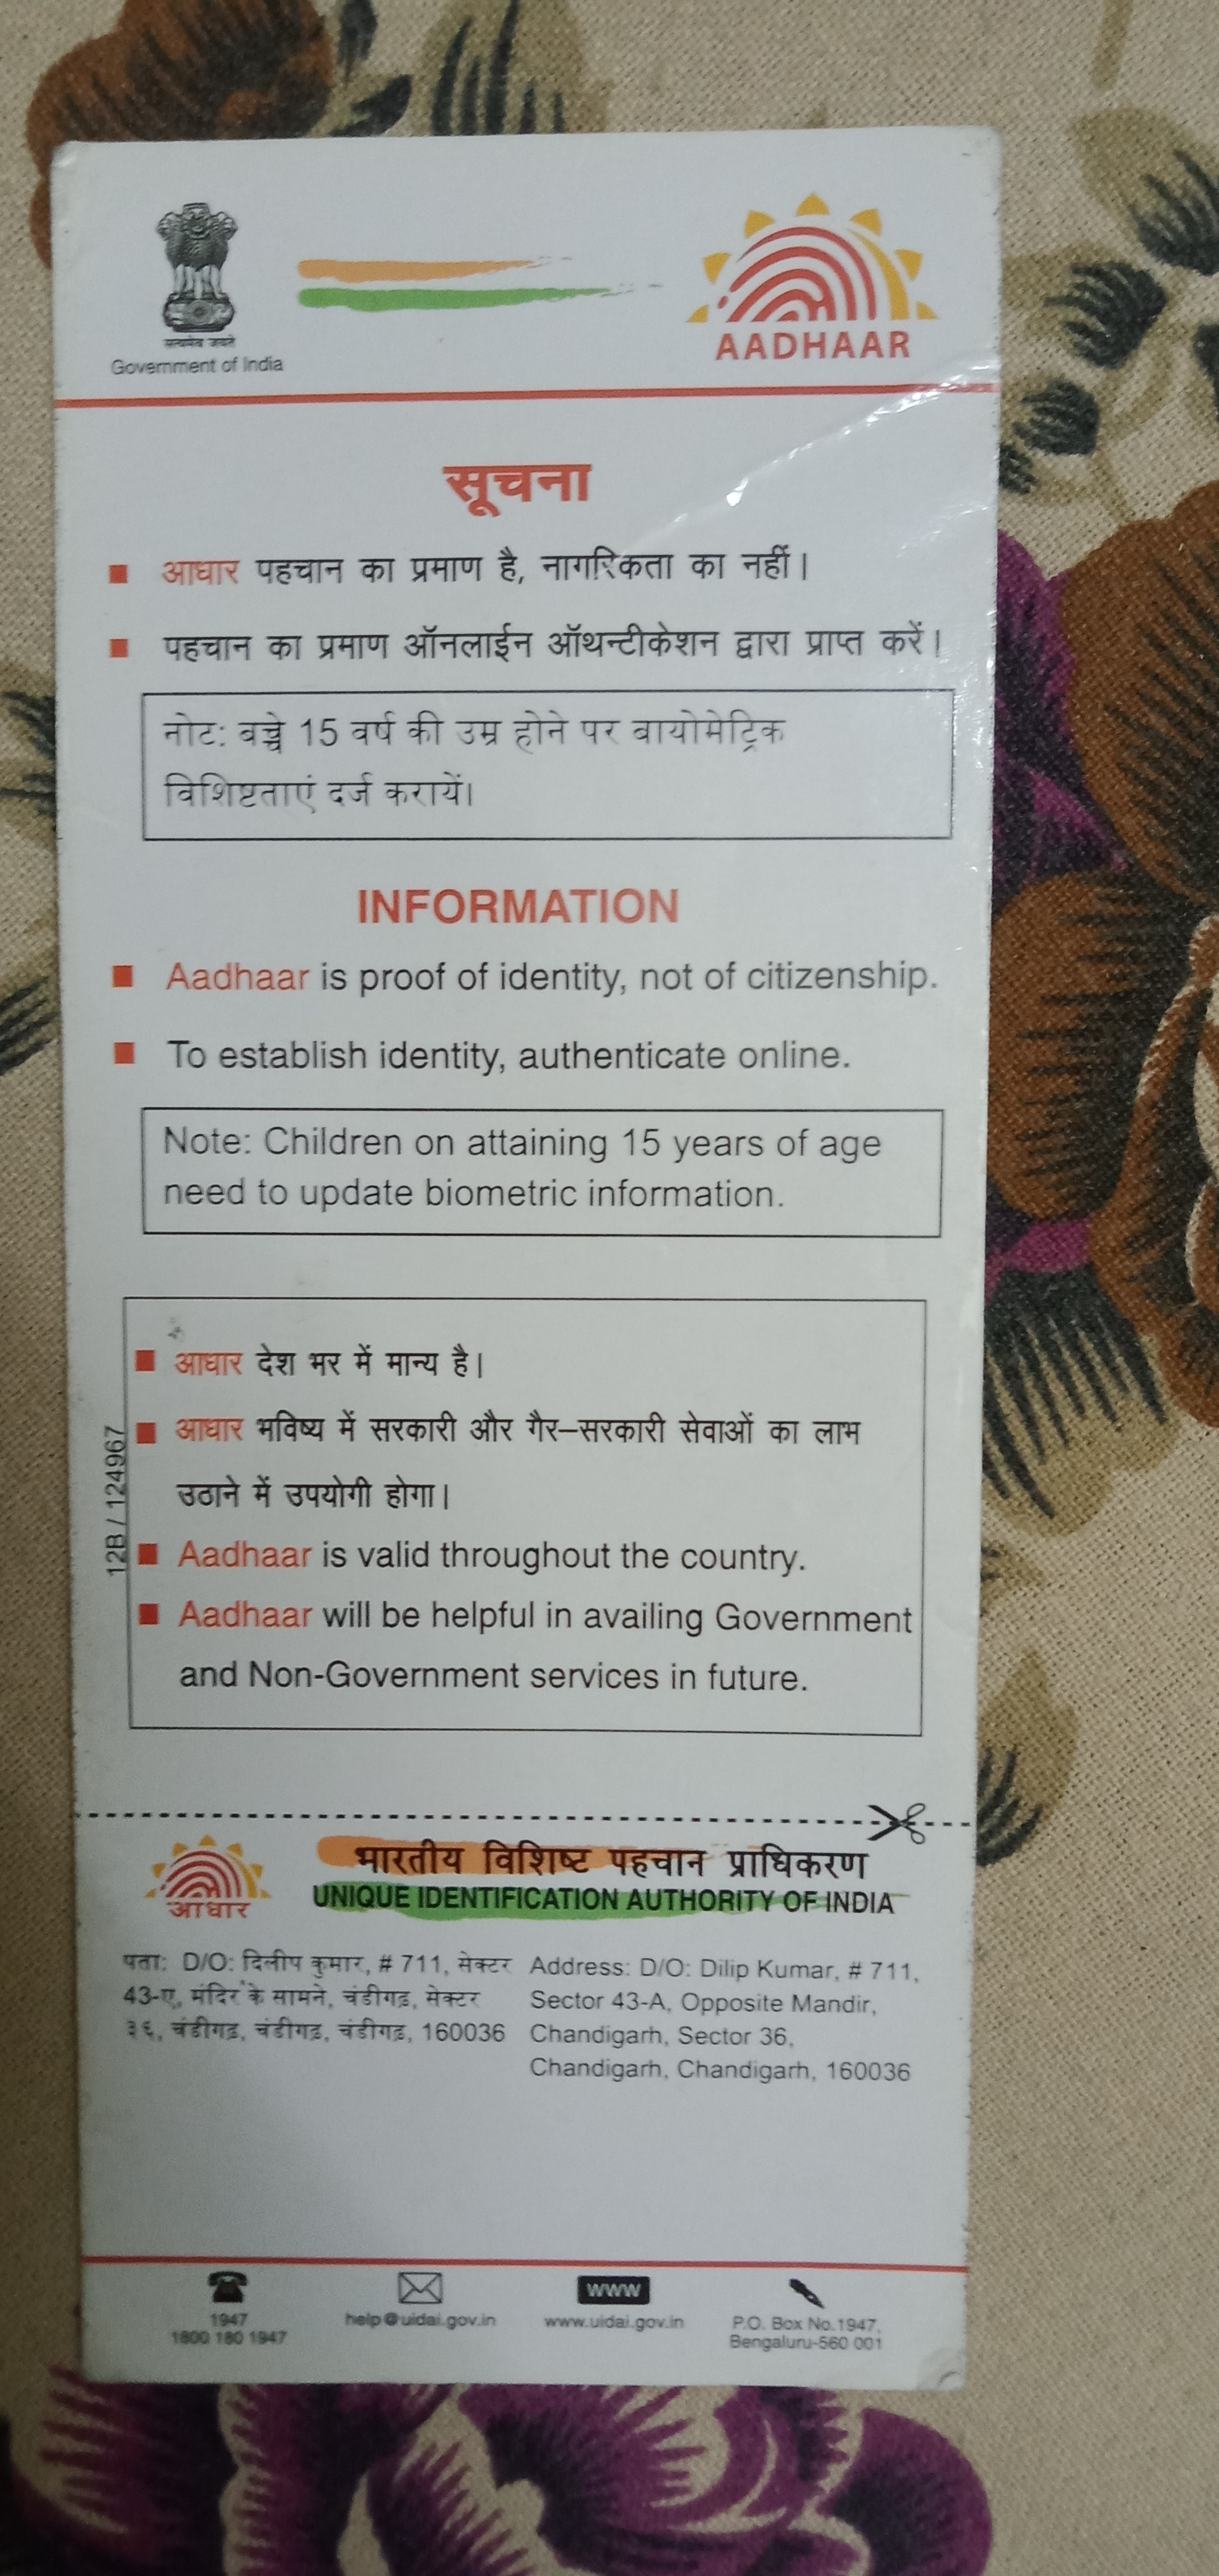 सत्यमेव जयते
Government of India
AADHAAR
सूचना
आधार पहचान का प्रमाण है, नागरिकता का नहीं।
पहचान का प्रमाण ऑनलाईन ऑथन्टीकेशन द्वारा प्राप्त करें।
नोट: बच्चे 15 वर्ष की उम्र होने पर बायोमेट्रिक
विशिष्टताएं दर्ज करायें।
INFORMATION
Aadhaar is proof of identity, not of citizenship.
To establish identity, authenticate online.
Note: Children on attaining 15 years of age
need to update biometric information.
आधार देश भर में मान्य है।
आधार भविष्य में सरकारी और गैर–सरकारी सेवाओं का लाभ
उठाने में उपयोगी होगा।
Aadhaar is valid throughout the country.
Aadhaar will be helpful in availing Government
and Non-Government services in future.
12B / 124967
आधार
भारतीय विशिष्ट पहचान प्राधिकरण
UNIQUE IDENTIFICATION AUTHORITY OF INDIA
पता: D/O: दिलीप कुमार, # 711, सेक्टर
43-ए, मंदिर के सामने, चंडीगढ़, सेक्टर
३६, चंडीगढ़, चंडीगढ़, चंडीगढ़, 160036
Address: D/O: Dilip Kumar, # 711,
Sector 43-A, Opposite Mandir,
Chandigarh, Sector 36,
Chandigarh, Chandigarh, 160036
1947
1800 180 1947
help@uidai.gov.in
www
www.uidai.gov.in
P.O. Box No.1947,
Bengaluru-560 001